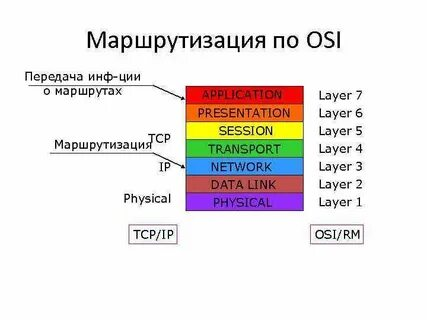 Маршрутизация по OSI
Передача инф-ции
о маршрутах
APPLICATION Layer 7
PRESENTATION Layer 6
SESSION Layer 5
TCP
TRANSPORT Layer 4
Маршрутизация
IP NETWORK Layer 3
DATA LINK Layer 2
Physical PHYSICAL Layer 1
TCP/IP OSI/RM